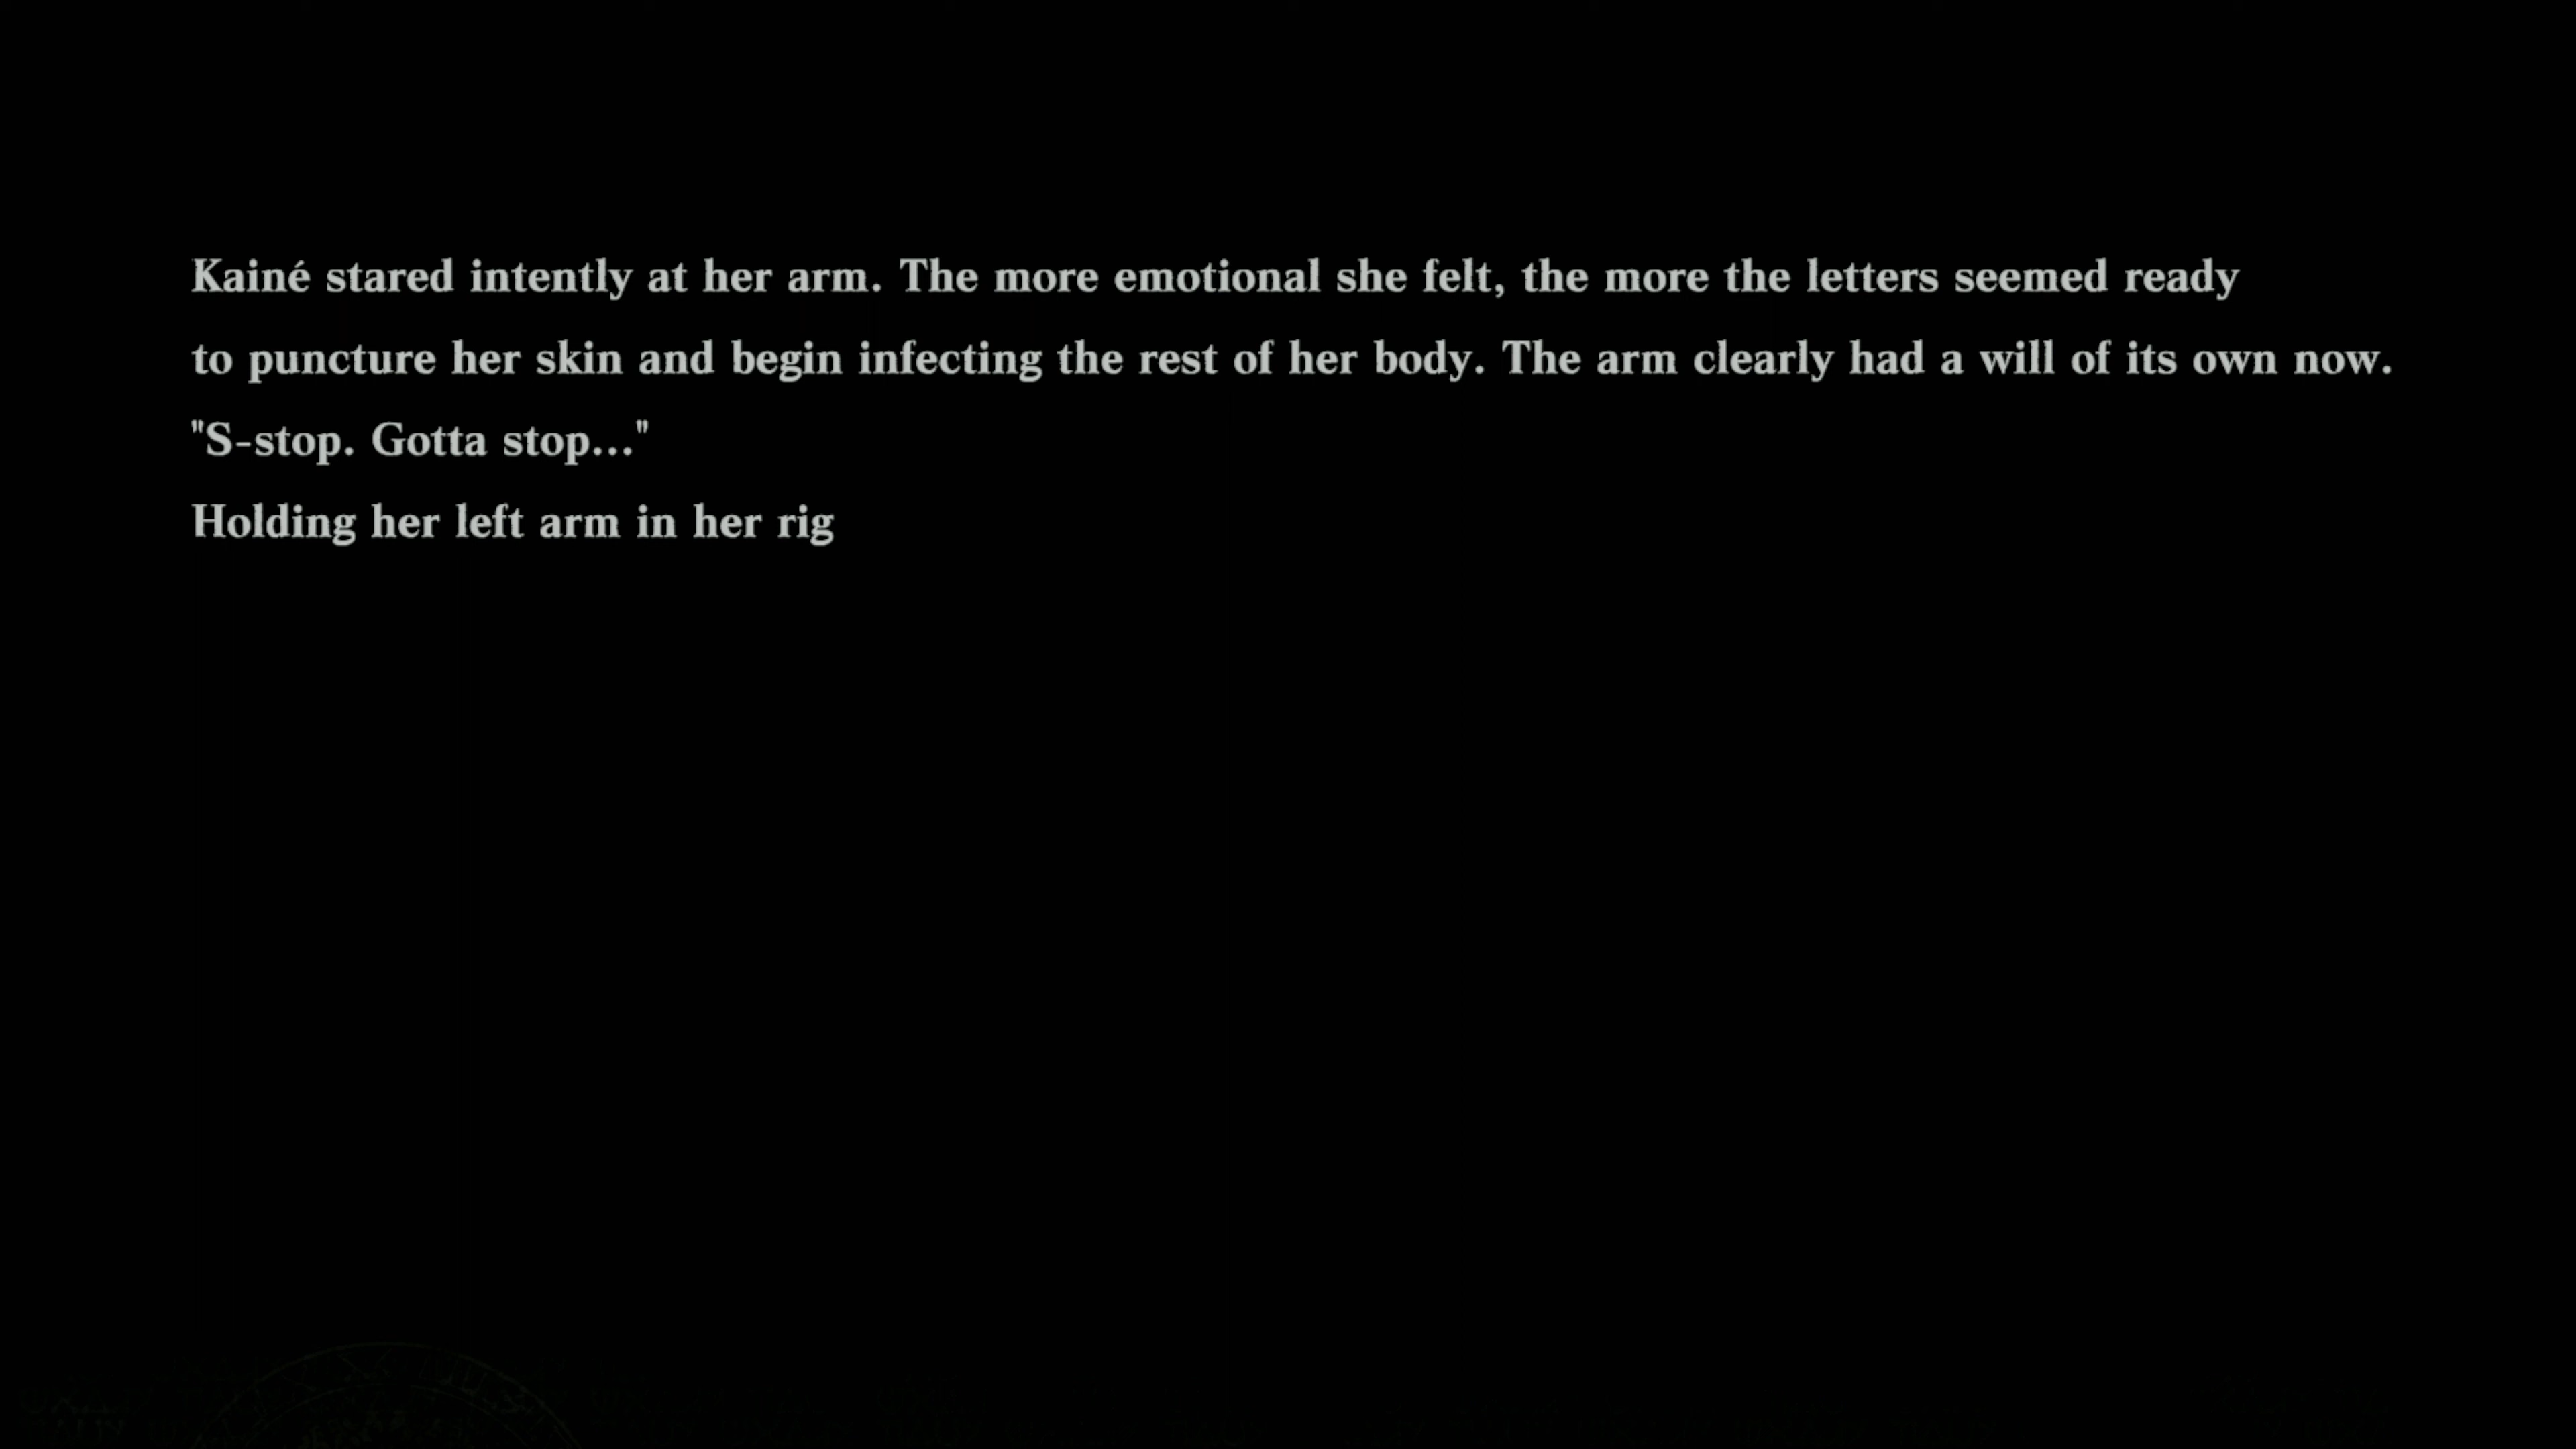 Kainé stared intently at her arm. The more emotional she felt, the more the letters seemed ready
to puncture her skin and begin infecting the rest of her body. The arm clearly had a will of its own now.
"S-stop. Gotta stop..."
Holding her left arm in her rig